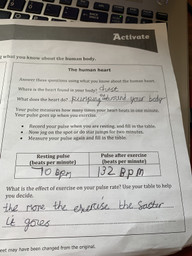 Activate
what you know about the human body.
The human heart
Answer these questions using what you know about the human heart.
Where is the heart found in your body? Chest
What does the heart do? Pumping blood around your body
Your pulse measures how many times your heart beats in one minute.
Your pulse goes up when you exercise.
• Record your pulse when you are resting, and fill in the table.
• Now jog on the spot or do star jumps for two minutes.
• Measure your pulse again and fill in the table.
Resting pulse Pulse after exercise
(beats per minute) (beats per minute)
70 bpm 132 Bpm
What is the effect of exercise on your pulse rate? Use your table to help
you decide.
the more the exercise the faster
it goes
eet may have been changed from the original.